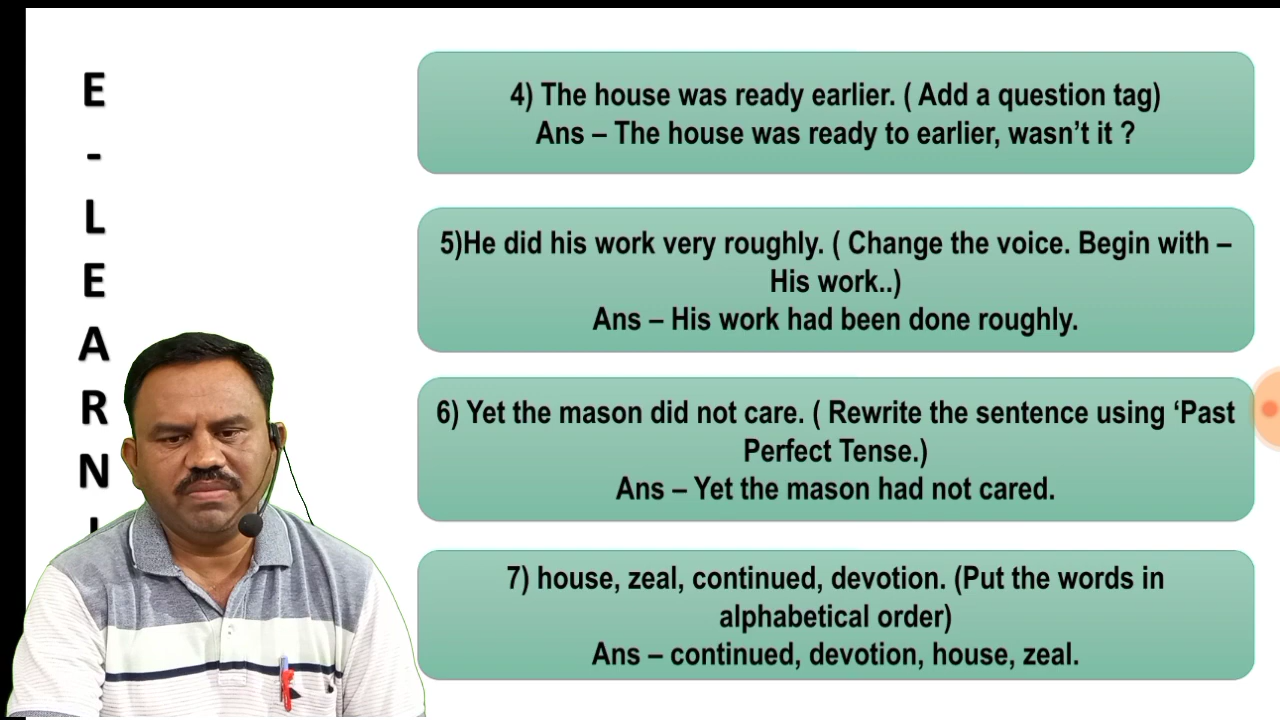 E
-
L
E
A
R
N
4) The house was ready earlier. ( Add a question tag)
Ans – The house was ready to earlier, wasn’t it ?
5)He did his work very roughly. ( Change the voice. Begin with –
His work..)
Ans – His work had been done roughly.
6) Yet the mason did not care. ( Rewrite the sentence using ‘Past
Perfect Tense.)
Ans – Yet the mason had not cared.
7) house, zeal, continued, devotion. (Put the words in
alphabetical order)
Ans – continued, devotion, house, zeal.